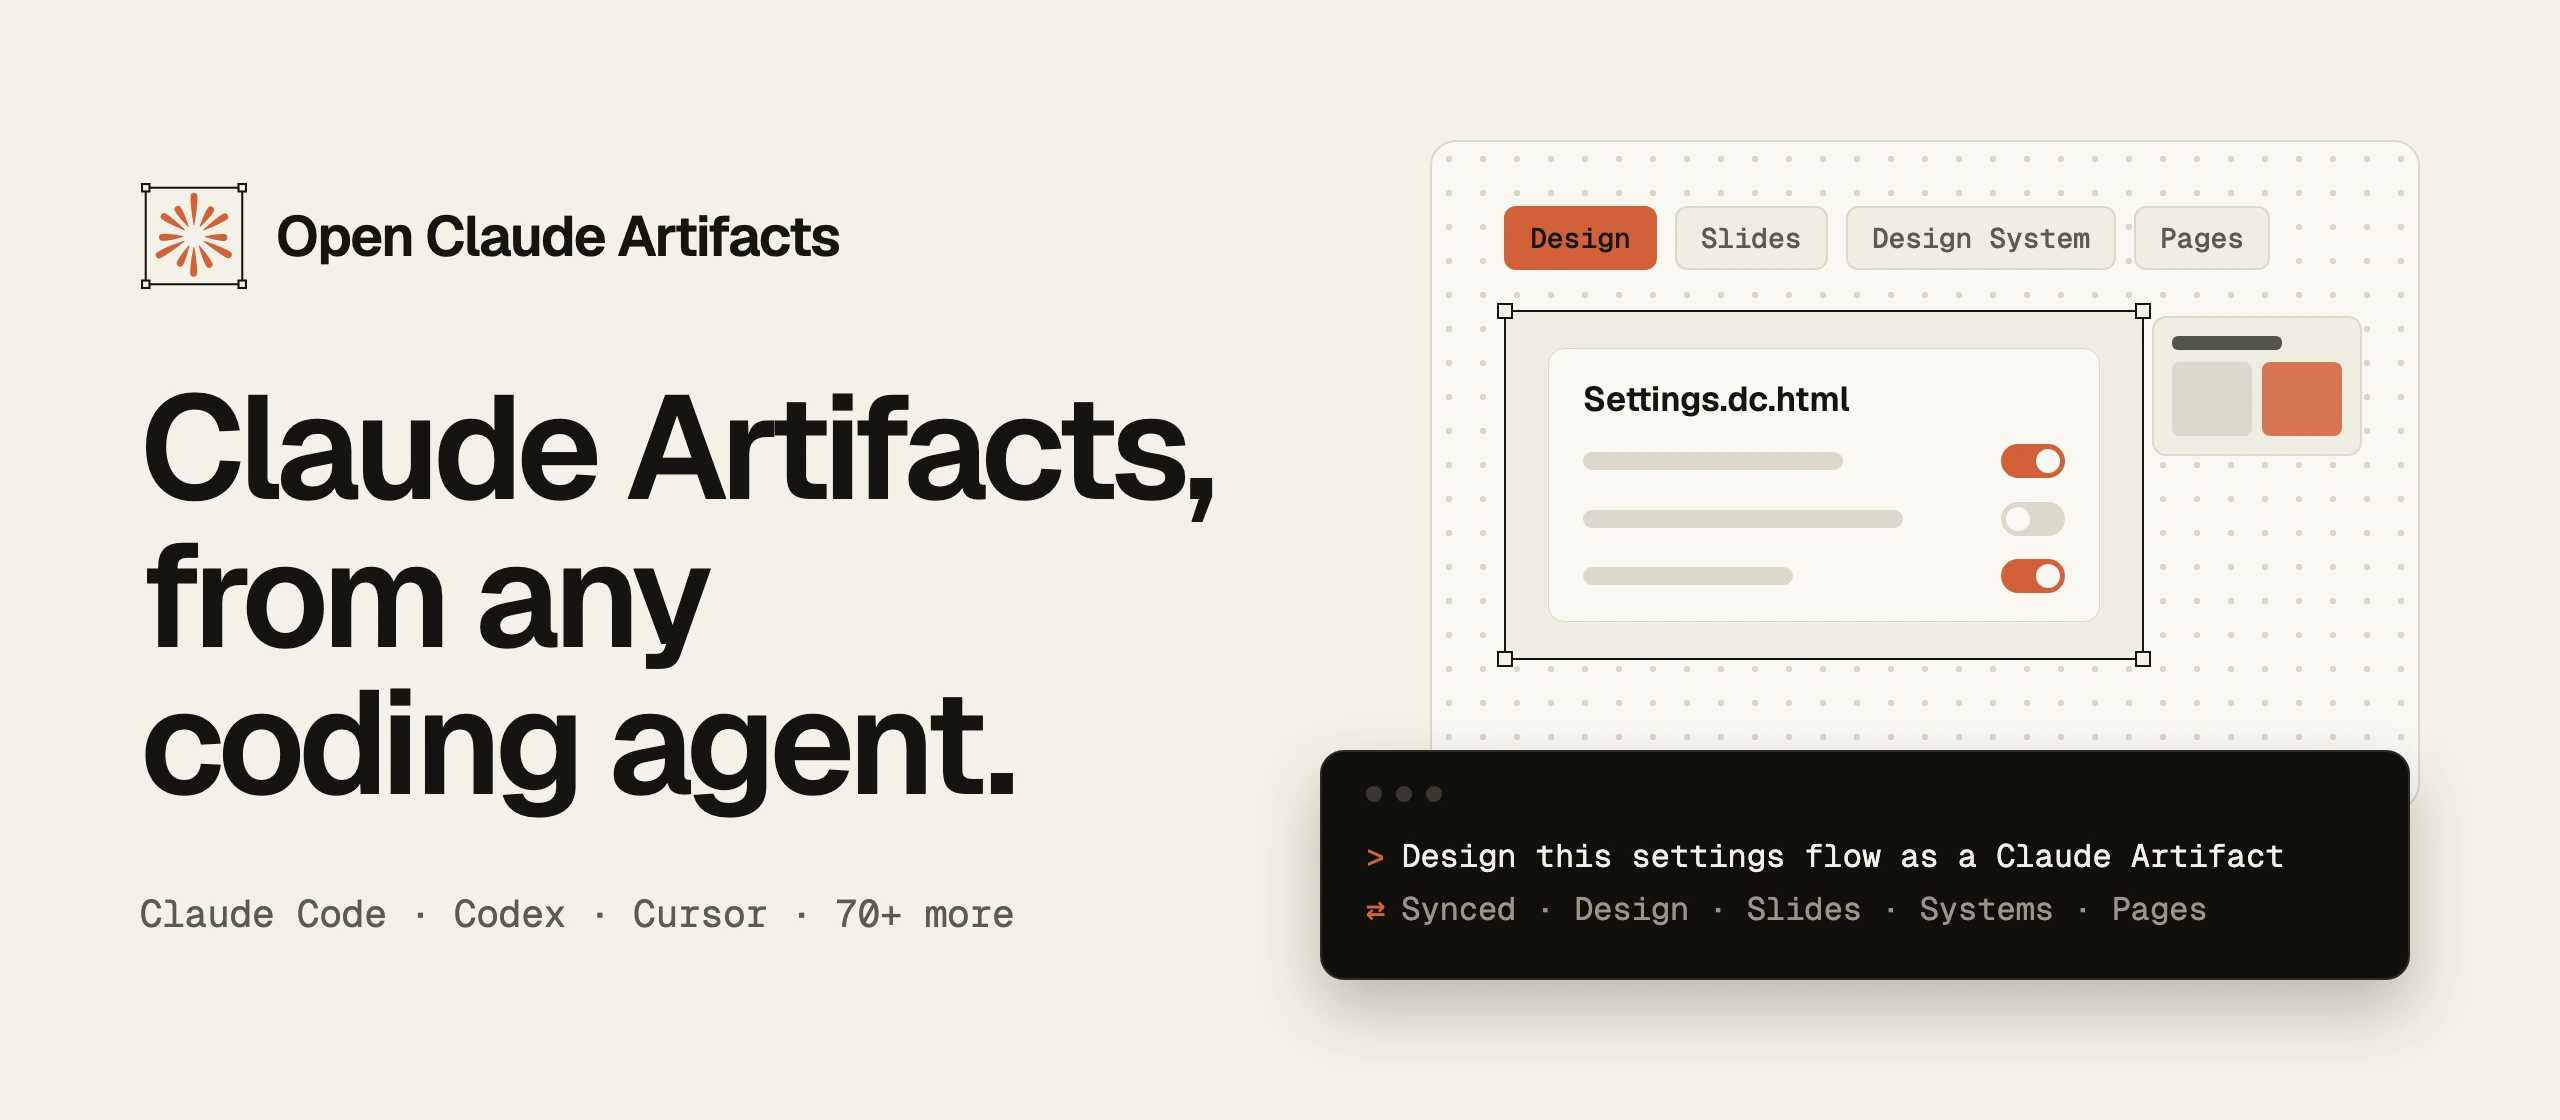 Open Claude Artifacts
Claude Artifacts,
from any
coding agent.
Claude Code · Codex · Cursor · 70+ more
Design
Slides
Design System
Pages
Settings.dc.html
> Design this settings flow as a Claude Artifact
⇄ Synced · Design · Slides · Systems · Pages